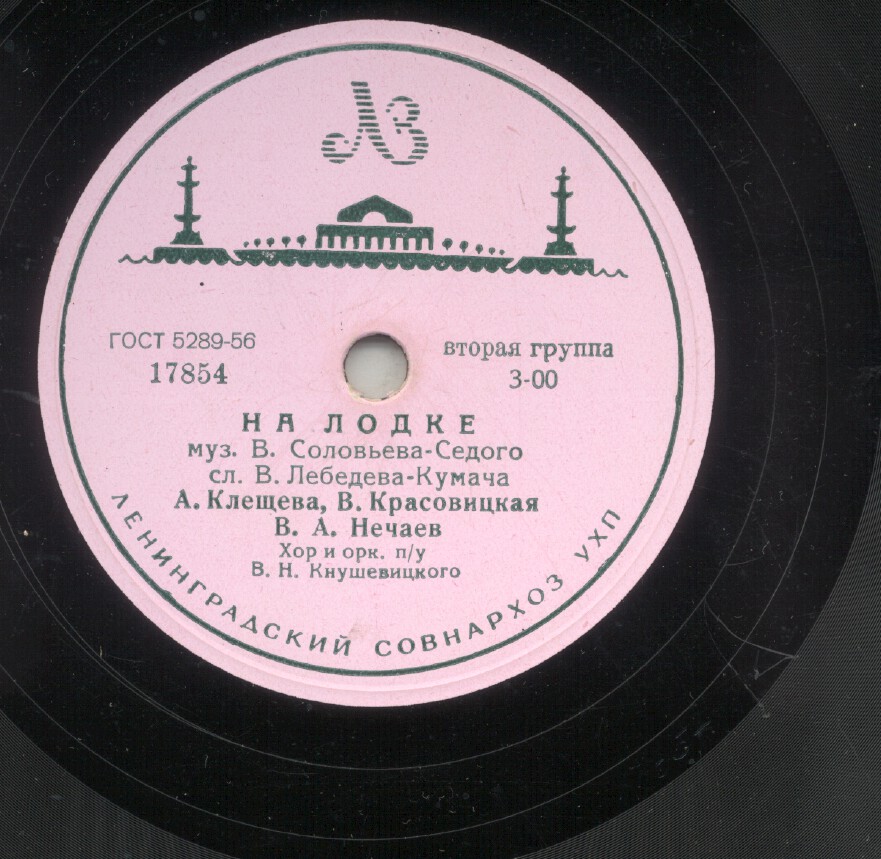 ЛЗ
ГОСТ 5289-56
17854
вторая группа
3-00
НА ЛОДКЕ
муз. В. Соловьева-Седого
сл. В. Лебедева-Кумача
А. Клещева, В. Красовицкая
В. А. Нечаев
Хор и орк. п/у
В. Н. Кнушевицкого
ЛЕНИНГРАДСКИЙ СОВНАРХОЗ УХП